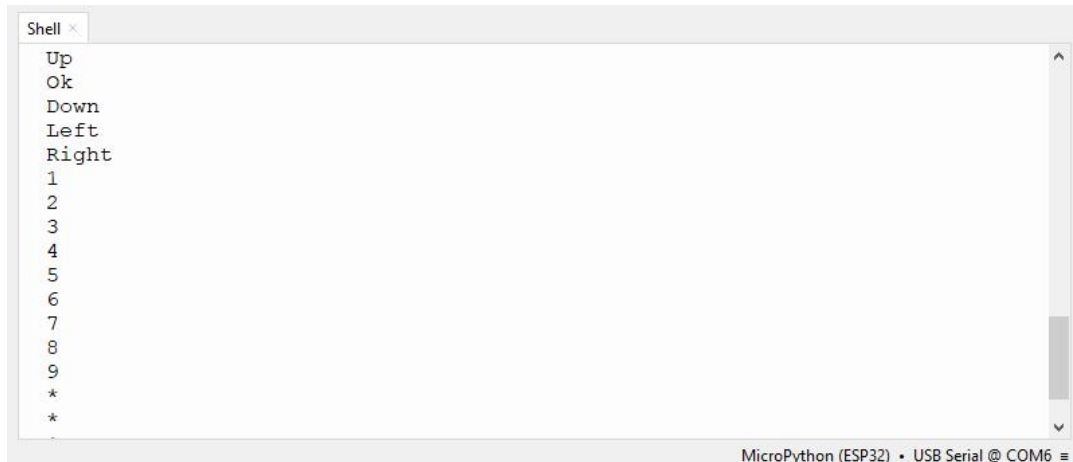 Shell ×
Up
Ok
Down
Left
Right
1
2
3
4
5
6
7
8
9
*
*
MicroPython (ESP32) • USB Serial @ COM6 ≡